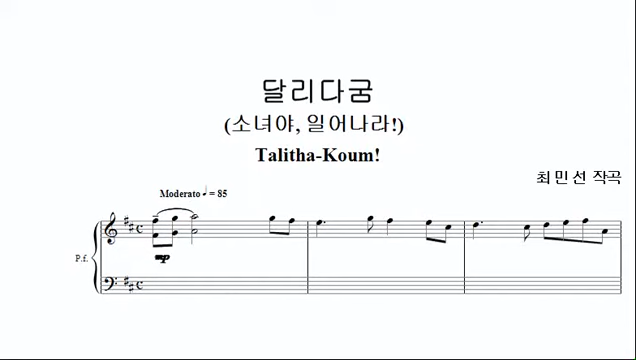 달리다굼
(소녀야, 일어나라!)
Talitha-Koum!
최 민 선 작곡
Moderato ♩ = 85
P.f.
mp